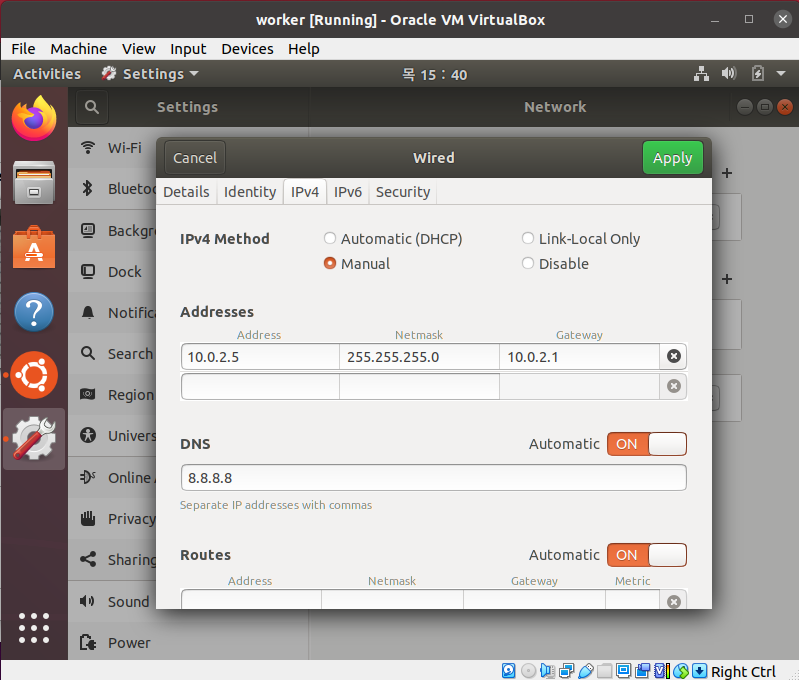 worker [Running] - Oracle VM VirtualBox
File Machine View Input Devices Help
Activities Settings 목 15 : 40
Settings Network
Wi-Fi
Bluetoo
Cancel Wired Apply
Details Identity IPv4 IPv6 Security
Backgr
Dock
Notifica
Search
Region
Univers
Online A
Privacy
Sharing
Sound
Power
IPv4 Method Automatic (DHCP) Link-Local Only
Manual Disable
Addresses
Address Netmask Gateway
10.0.2.5 255.255.255.0 10.0.2.1
DNS Automatic ON
8.8.8.8
Separate IP addresses with commas
Routes Automatic ON
Address Netmask Gateway Metric
Right Ctrl